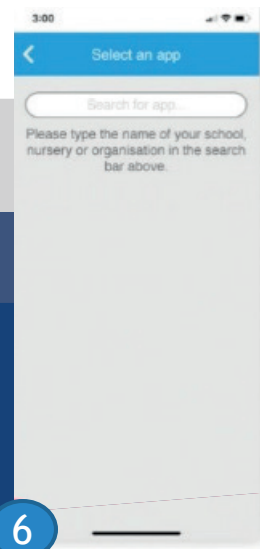 3:00
Select an app
Search for app...
Please type the name of your school,
nursery or organisation in the search
bar above.
6